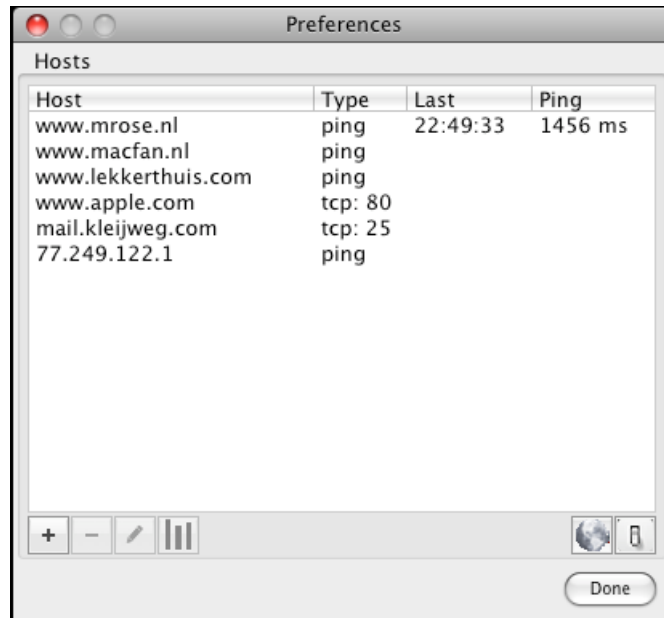 Preferences
Hosts
Host Type Last Ping
www.mrose.nl ping 22:49:33 1456 ms
www.macfan.nl ping
www.lekkerthuis.com ping
www.apple.com tcp: 80
mail.kleijweg.com tcp: 25
77.249.122.1 ping
Done